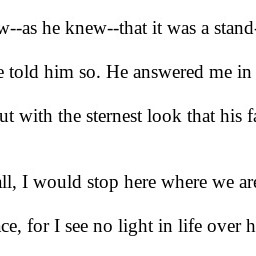 w--as he knew--that it was a stand-
told him so. He answered me in
ut with the sternest look that his fa
all, I would stop here where we are
ce, for I see no light in life over h